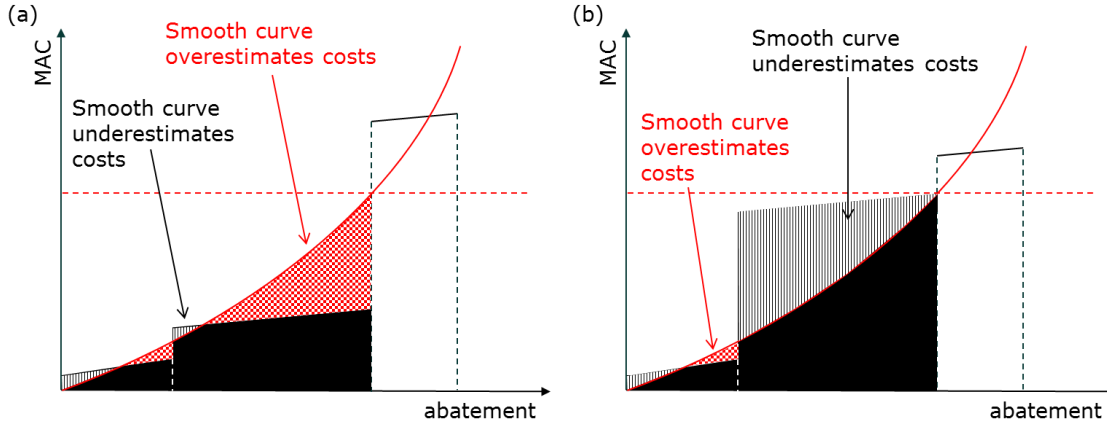 (a)
MAC
Smooth curve
overestimates costs
Smooth curve
underestimates
costs
abatement
(b)
MAC
Smooth curve
underestimates costs
Smooth curve
overestimates
costs
abatement